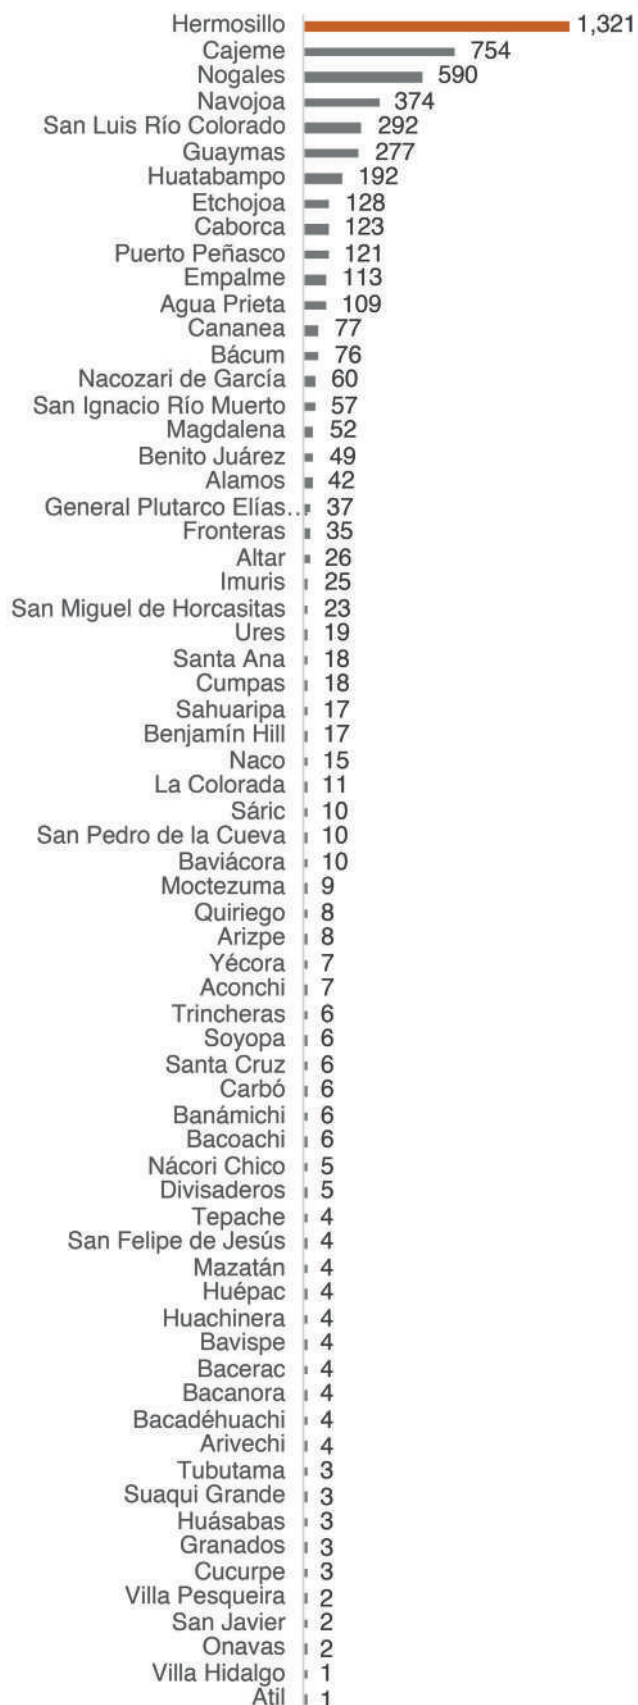 Hermosillo 1,321
Cajeme 754
Nogales 590
Navojoa 374
San Luis Río Colorado 292
Guaymas 277
Huatabampo 192
Etchojoa 128
Caborca 123
Puerto Peñasco 121
Empalme 113
Agua Prieta 109
Cananea 77
Bácum 76
Nacozari de García 60
San Ignacio Río Muerto 57
Magdalena 52
Benito Juárez 49
Alamos 42
General Plutarco Elías… 37
Fronteras 35
Altar 26
Imuris 25
San Miguel de Horcasitas 23
Ures 19
Santa Ana 18
Cumpas 18
Sahuaripa 17
Benjamín Hill 17
Naco 15
La Colorada 11
Sáric 10
San Pedro de la Cueva 10
Baviácora 10
Moctezuma 9
Quiriego 8
Arizpe 8
Yécora 7
Aconchi 7
Trincheras 6
Soyopa 6
Santa Cruz 6
Carbó 6
Banámichi 6
Bacoachi 6
Nácori Chico 5
Divisaderos 5
Tepache 4
San Felipe de Jesús 4
Mazatán 4
Huépac 4
Huachinera 4
Bavispe 4
Bacerac 4
Bacanora 4
Bacadéhuachi 4
Arivechi 4
Tubutama 3
Suaqui Grande 3
Huásabas 3
Granados 3
Cucurpe 3
Villa Pesqueira 2
San Javier 2
Onavas 2
Villa Hidalgo 1
Atil 1